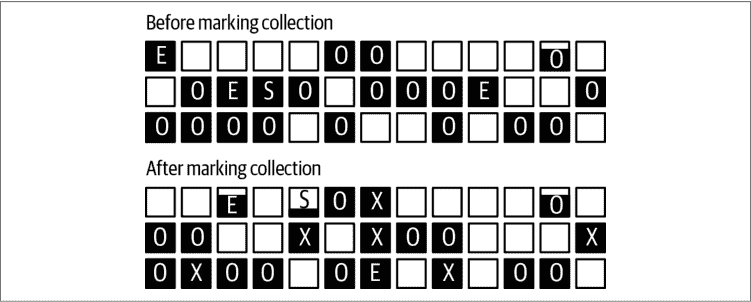 Before marking collection
E O O O
O E S O O O O E O
O O O O O O O O
After marking collection
E S O X O
O O X X O O X
O X O O O E X O O